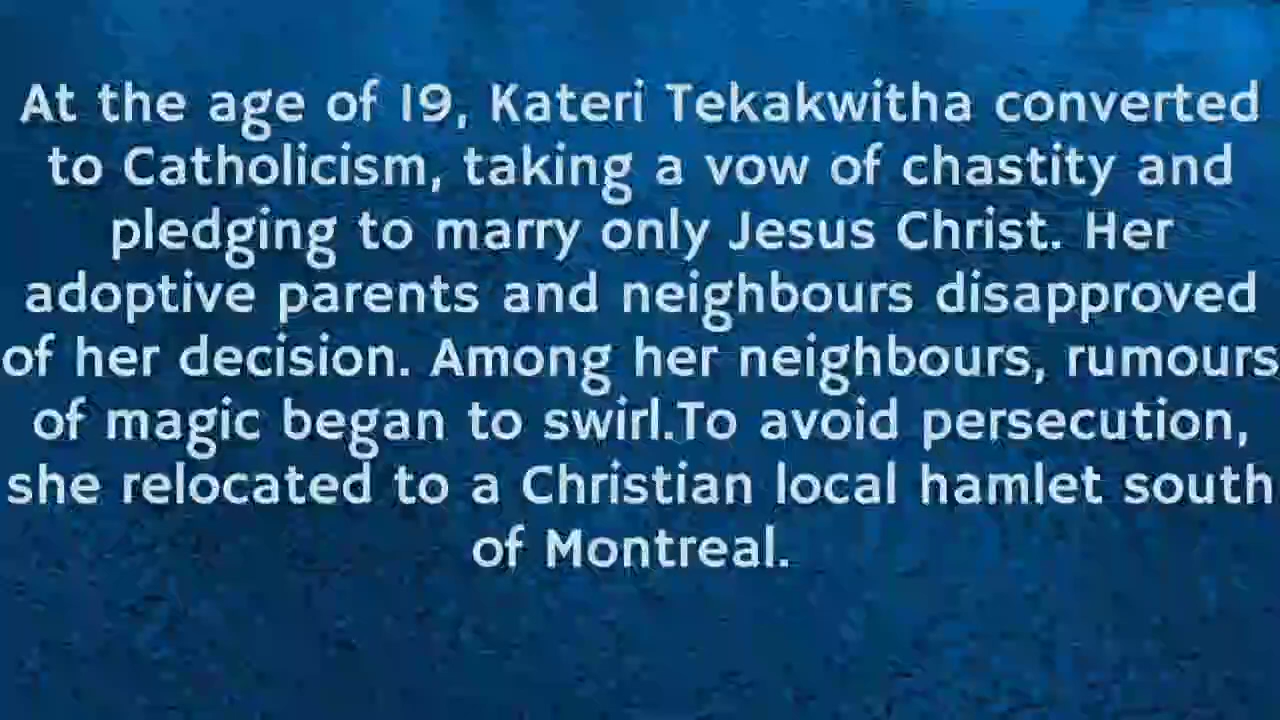 At the age of 19, Kateri Tekakwitha converted
to Catholicism, taking a vow of chastity and
pledging to marry only Jesus Christ. Her
adoptive parents and neighbours disapproved
of her decision. Among her neighbours, rumours
of magic began to swirl.To avoid persecution,
she relocated to a Christian local hamlet south
of Montreal.